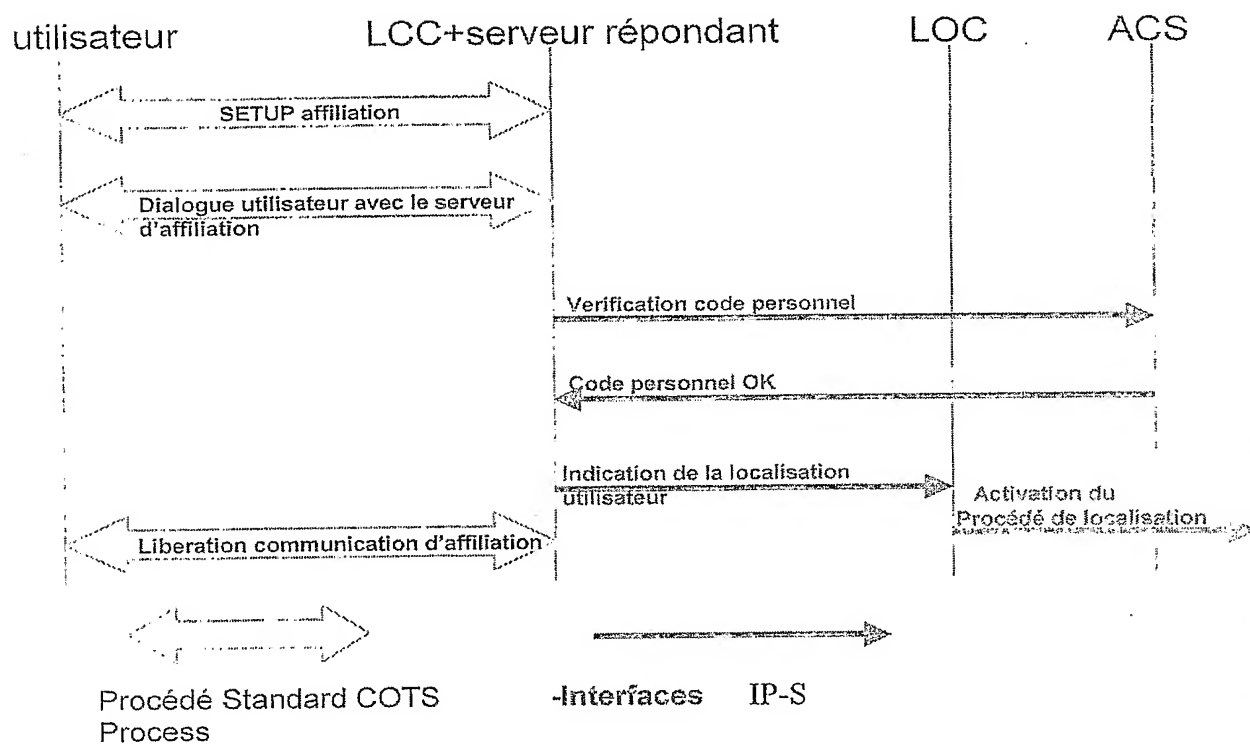 utilisateur LCC+serveur répondant LOC ACS
SETUP affiliation
Dialogue utilisateur avec le serveur
d'affiliation
Verification code personnel
Code personnel OK
Indication de la localisation
utilisateur
Activation du
Procédé de localisation
Liberation communication d'affiliation
Procédé Standard COTS
Process
-Interfaces IP-S